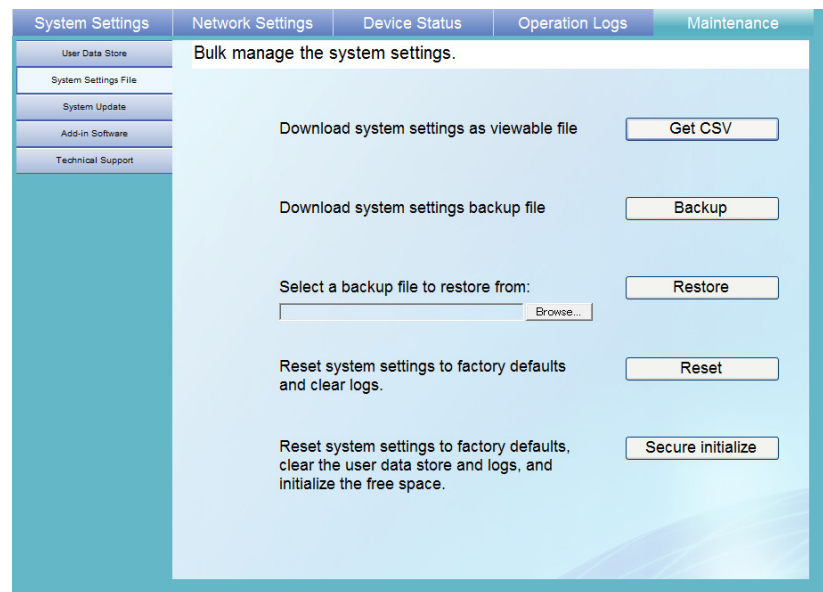 System Settings
Network Settings
Device Status
Operation Logs
Maintenance
User Data Store
System Settings File
System Update
Add-in Software
Technical Support
Bulk manage the system settings.
Download system settings as viewable file
Get CSV
Download system settings backup file
Backup
Select a backup file to restore from:
Restore
Browse...
Reset system settings to factory defaults
and clear logs.
Reset
Reset system settings to factory defaults,
clear the user data store and logs, and
initialize the free space.
Secure initialize